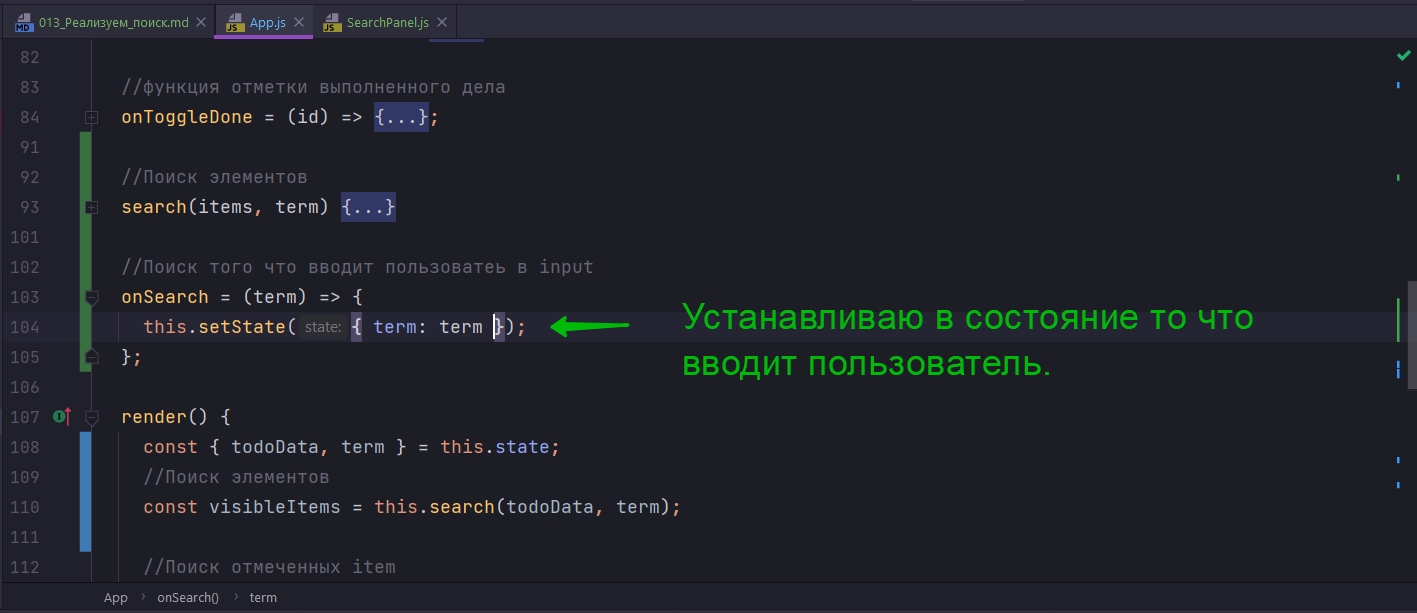 013_Реализуем_поиск.md App.js SearchPanel.js
82
83 //функция отметки выполненного дела
84 onToggleDone = (id) => {...};
91
92 //Поиск элементов
93 search(items, term) {...}
101
102 //Поиск того что вводит пользоватеь в input
103 onSearch = (term) => {
104 this.setState( state: { term: term });
Устанавливаю в состояние то что
вводит пользователь.
105 };
106
107 render() {
108 const { todoData, term } = this.state;
109 //Поиск элементов
110 const visibleItems = this.search(todoData, term);
111
112 //Поиск отмеченных item
App › onSearch() › term